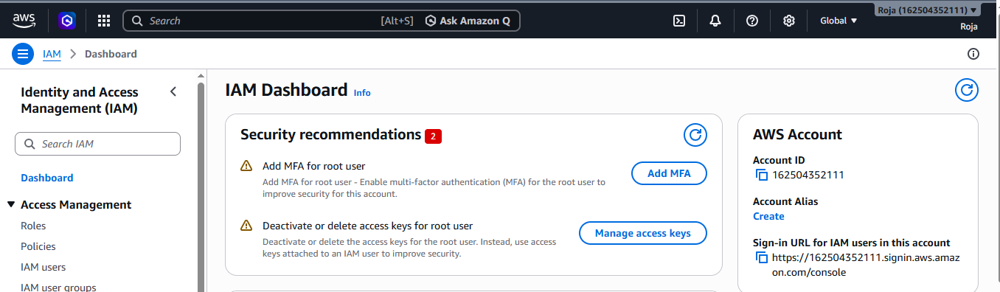 aws
Search
[Alt+S]
Ask Amazon Q
Global
Roja (162504352111)
Roja
IAM
Dashboard
Identity and Access
Management (IAM)
Search IAM
Dashboard
Access Management
Roles
Policies
IAM users
IAM user groups
IAM Dashboard Info
Security recommendations 2
Add MFA for root user
Add MFA for root user - Enable multi-factor authentication (MFA) for the root user to
improve security for this account.
Add MFA
Deactivate or delete access keys for root user
Deactivate or delete the access keys for the root user. Instead, use access
keys attached to an IAM user to improve security.
Manage access keys
AWS Account
Account ID
162504352111
Account Alias
Create
Sign-in URL for IAM users in this account
https://162504352111.signin.aws.amaz
on.com/console